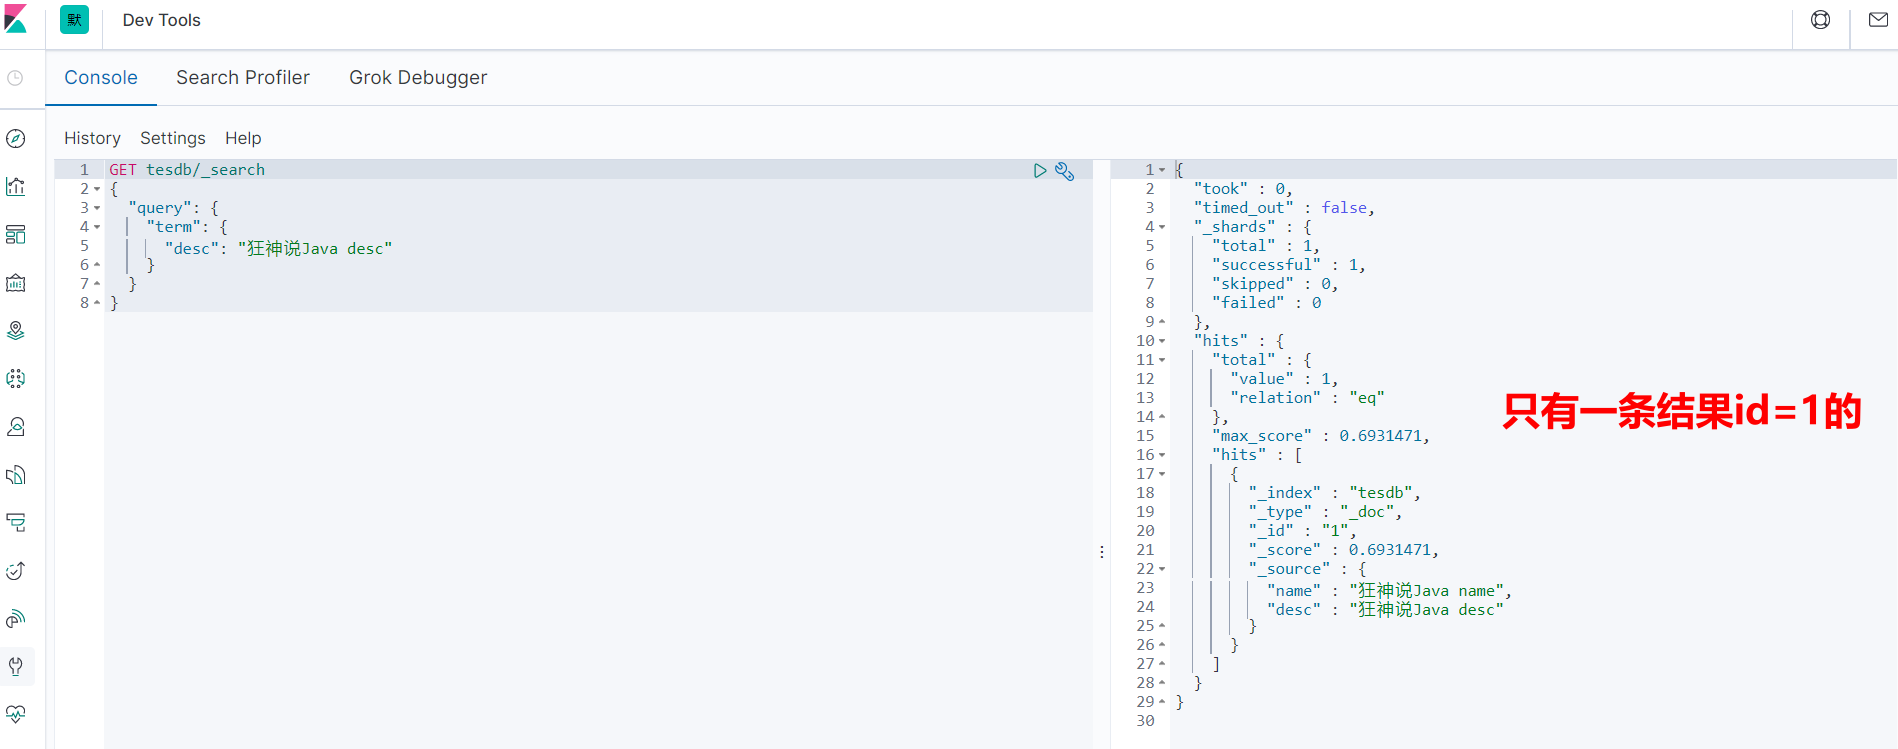 默 Dev Tools
Console Search Profiler Grok Debugger
History Settings Help
1 GET tesdb/_search
2 {
3 "query": {
4 "term": {
5 "desc": "狂神说Java desc"
6 }
7 }
8 }
1 {
2 "took" : 0,
3 "timed_out" : false,
4 "_shards" : {
5 "total" : 1,
6 "successful" : 1,
7 "skipped" : 0,
8 "failed" : 0
9 },
10 "hits" : {
11 "total" : {
12 "value" : 1,
13 "relation" : "eq"
14 },
15 "max_score" : 0.6931471,
16 "hits" : [
17 {
18 "_index" : "tesdb",
19 "_type" : "_doc",
20 "_id" : "1",
21 "_score" : 0.6931471,
22 "_source" : {
23 "name" : "狂神说Java name",
24 "desc" : "狂神说Java desc"
25 }
26 }
27 ]
28 }
29 }
30
只有一条结果id=1的